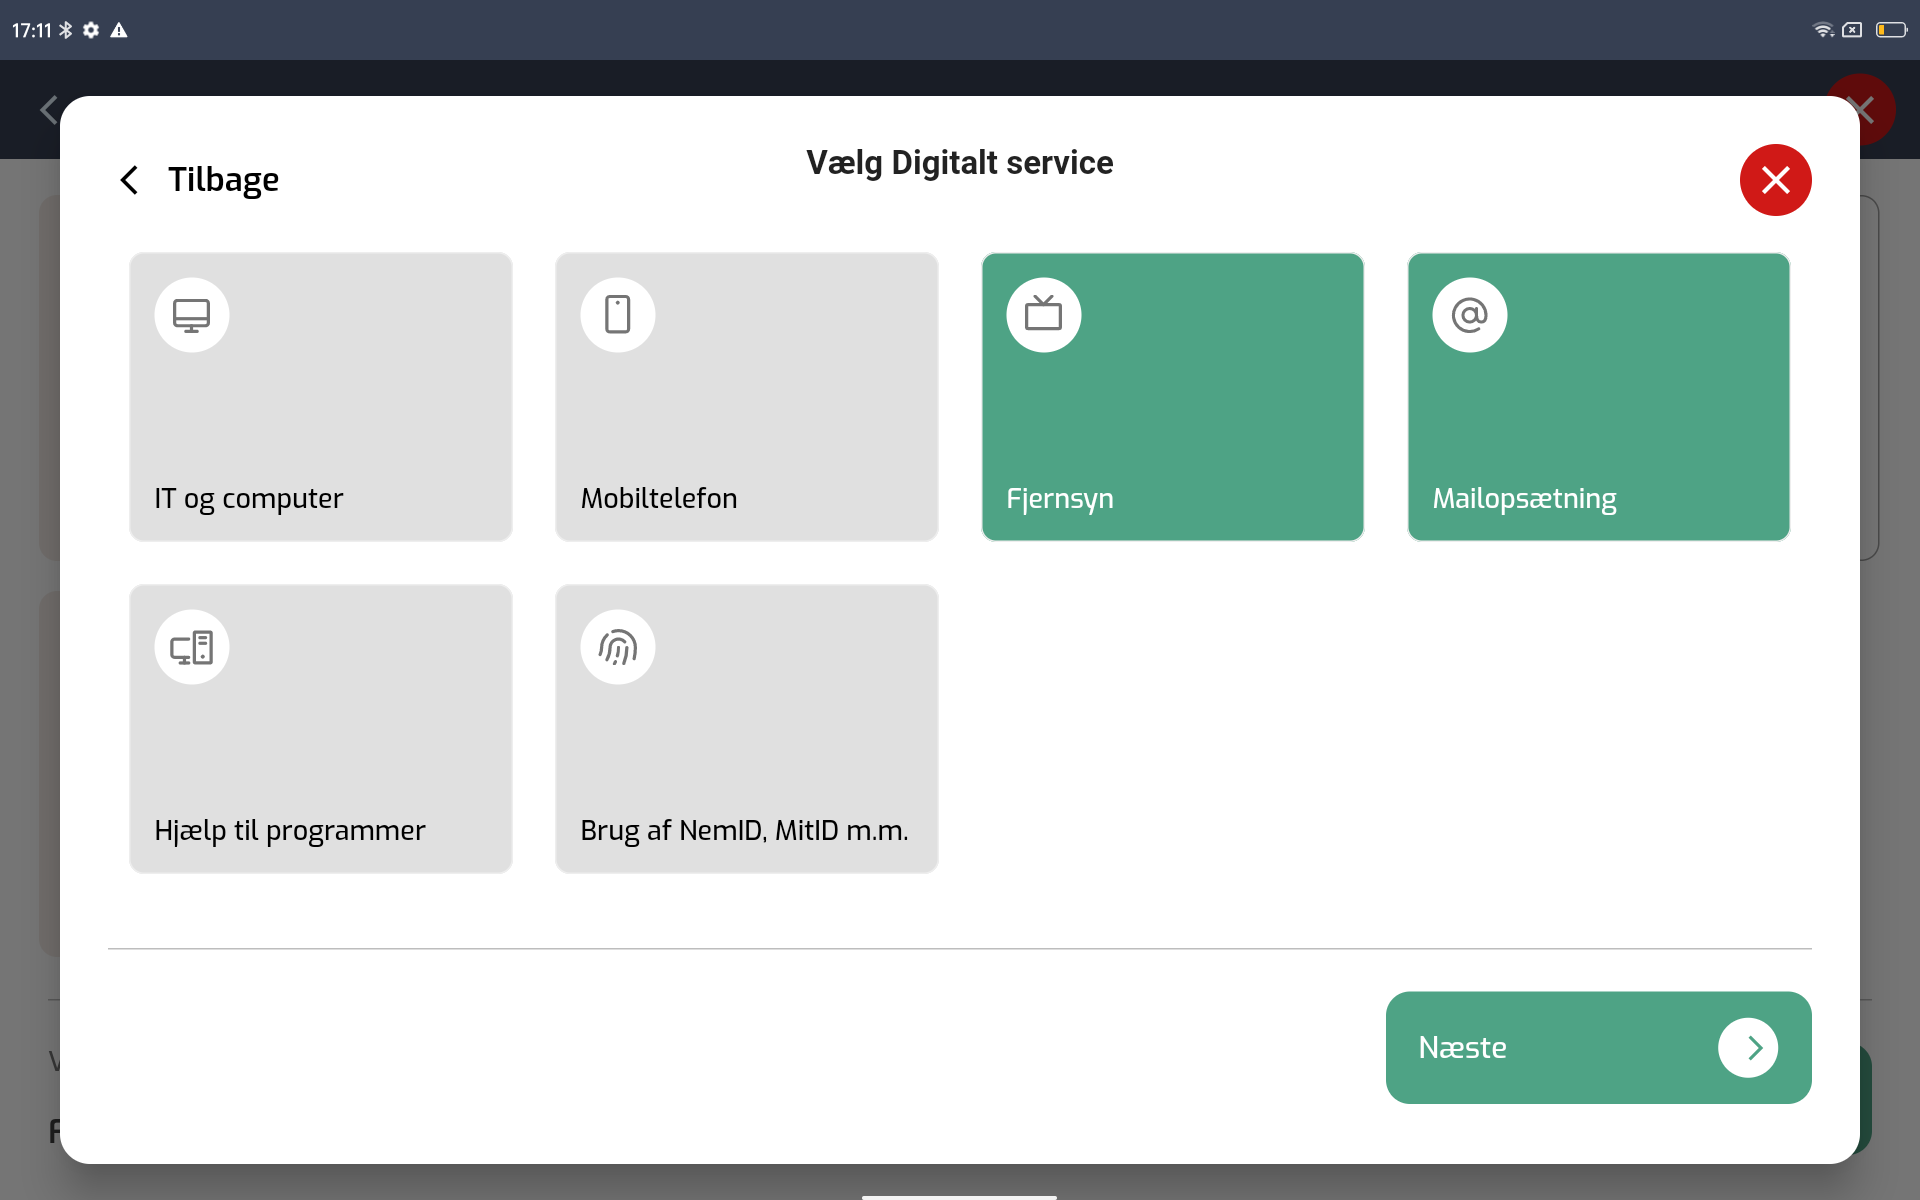 17:11
Tilbage
Vælg Digitalt service
IT og computer
Mobiltelefon
Fjernsyn
Mailopsætning
Hjælp til programmer
Brug af NemID, MitID m.m.
Næste